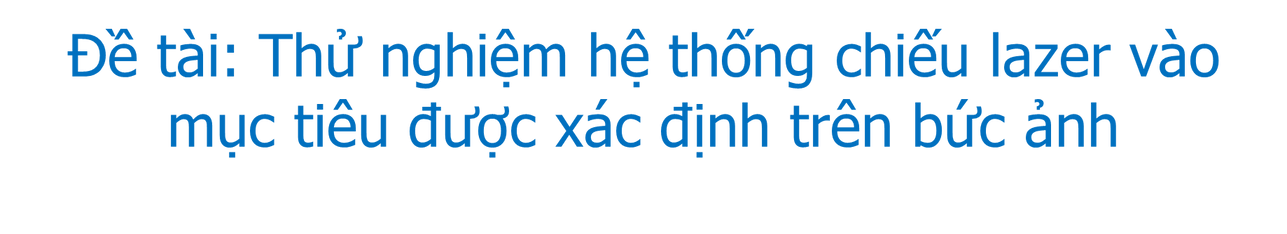 Đề tài: Thử nghiệm hệ thống chiếu lazer vào
mục tiêu được xác định trên bức ảnh